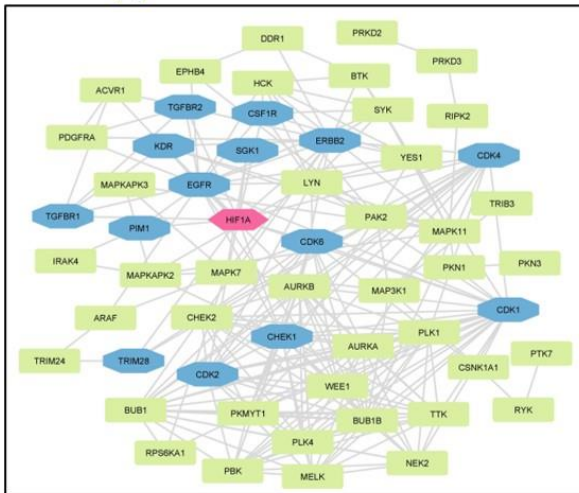 DDR1
PRKD2
PRKD3
EPHB4
HCK
BTK
ACVR1
TGFBR2
CSF1R
SYK
RIPK2
PDGFRA
KDR
SGK1
ERBB2
YES1
CDK4
MAPKAPK3
EGFR
LYN
TRIB3
TGFBR1
PIM1
HIF1A
PAK2
MAPK11
CDK6
IRAK4
MAPKAPK2
MAPK7
PKN1
PKN3
AURKB
MAP3K1
ARAF
CHEK2
CDK1
CHEK1
AURKA
PLK1
TRIM24
TRIM28
CDK2
CSNK1A1
PTK7
WEE1
BUB1
PKMYT1
BUB1B
TTK
RYK
RPS6KA1
PLK4
PBK
MELK
NEK2